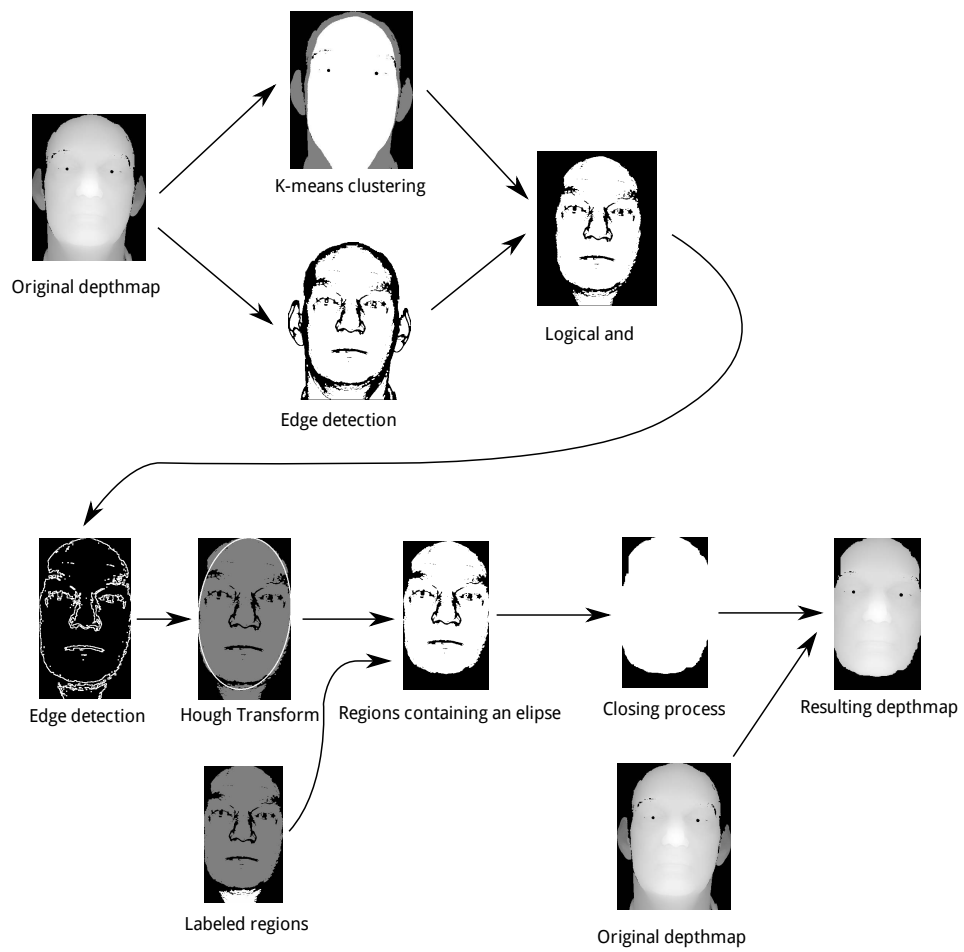 K-means clustering
Original depthmap
Logical and
Edge detection
Edge detection
Hough Transform
Regions containing an elipse
Closing process
Resulting depthmap
Labeled regions
Original depthmap